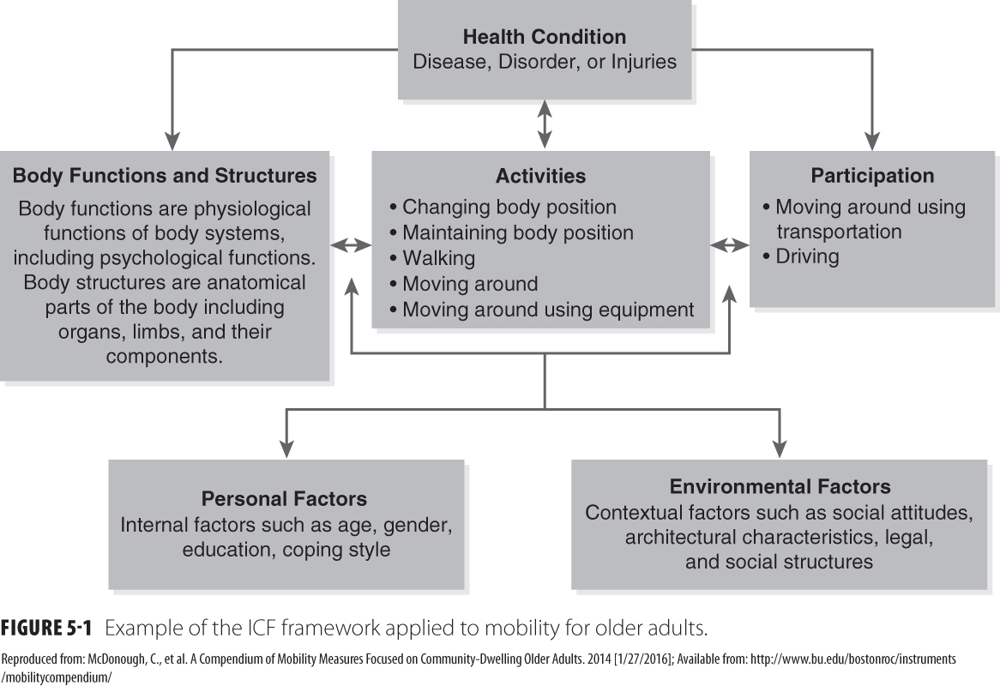 Health Condition
Disease, Disorder, or Injuries
Body Functions and Structures
Body functions are physiological
functions of body systems,
including psychological functions.
Body structures are anatomical
parts of the body including
organs, limbs, and their
components.
Activities
• Changing body position
• Maintaining body position
• Walking
• Moving around
• Moving around using equipment
Participation
• Moving around using
transportation
• Driving
Personal Factors
Internal factors such as age, gender,
education, coping style
Environmental Factors
Contextual factors such as social attitudes,
architectural characteristics, legal,
and social structures
FIGURE 5-1 Example of the ICF framework applied to mobility for older adults.
Reproduced from: McDonough, C., et al. A Compendium of Mobility Measures Focused on Community-Dwelling Older Adults. 2014 [1/27/2016]; Available from: http://www.bu.edu/bostonroc/instruments
/mobilitycompendium/